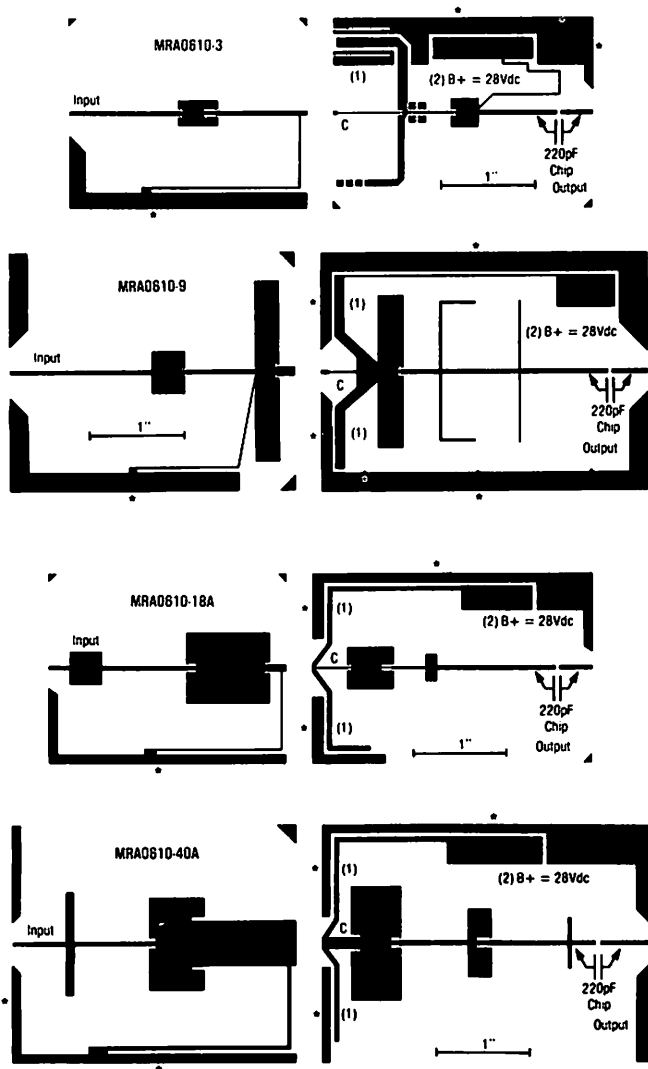 MRA0610-3
Input
*
*
*
(1)
(2) B+ = 28Vdc
C
220pF
Chip
Output
1"
MRA0610-9
Input
1"
*
*
*
(1)
(2) B+ = 28Vdc
C
220pF
Chip
Output
*
(1)
*
*
MRA0610-18A
Input
*
*
*
(1)
(2) B+ = 28Vdc
C
220pF
Chip
Output
*
(1)
1"
MRA0610-40A
Input
*
*
*
*
(1)
(2) B+ = 28Vdc
C
220pF
Chip
Output
*
(1)
1"